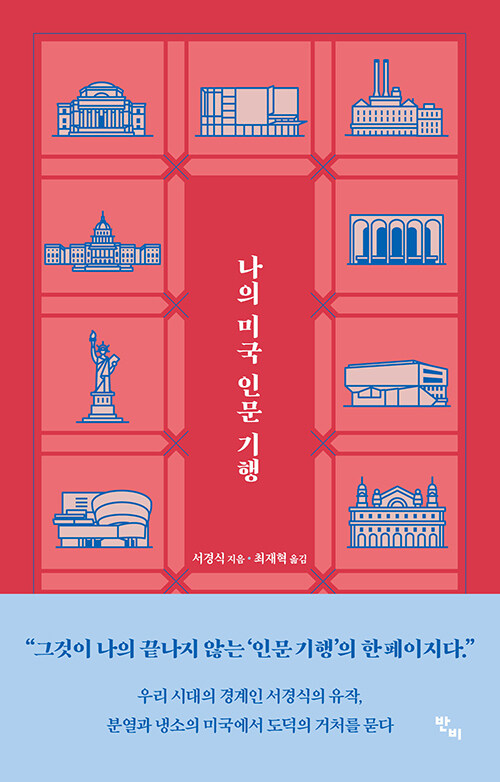 나의 미국 인문 기행
서경식 지음 • 최재혁 옮김
“그것이 나의 끝나지 않는 ‘인문 기행’의 한 페이지다.”
우리 시대의 경계인 서경식의 유작,
분열과 냉소의 미국에서 도덕의 거처를 묻다
반비